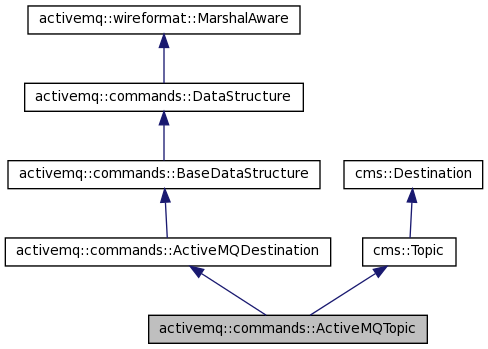 activemq::wireformat::MarshalAware
activemq::commands::DataStructure
activemq::commands::BaseDataStructure
cms::Destination
activemq::commands::ActiveMQDestination
cms::Topic
activemq::commands::ActiveMQTopic